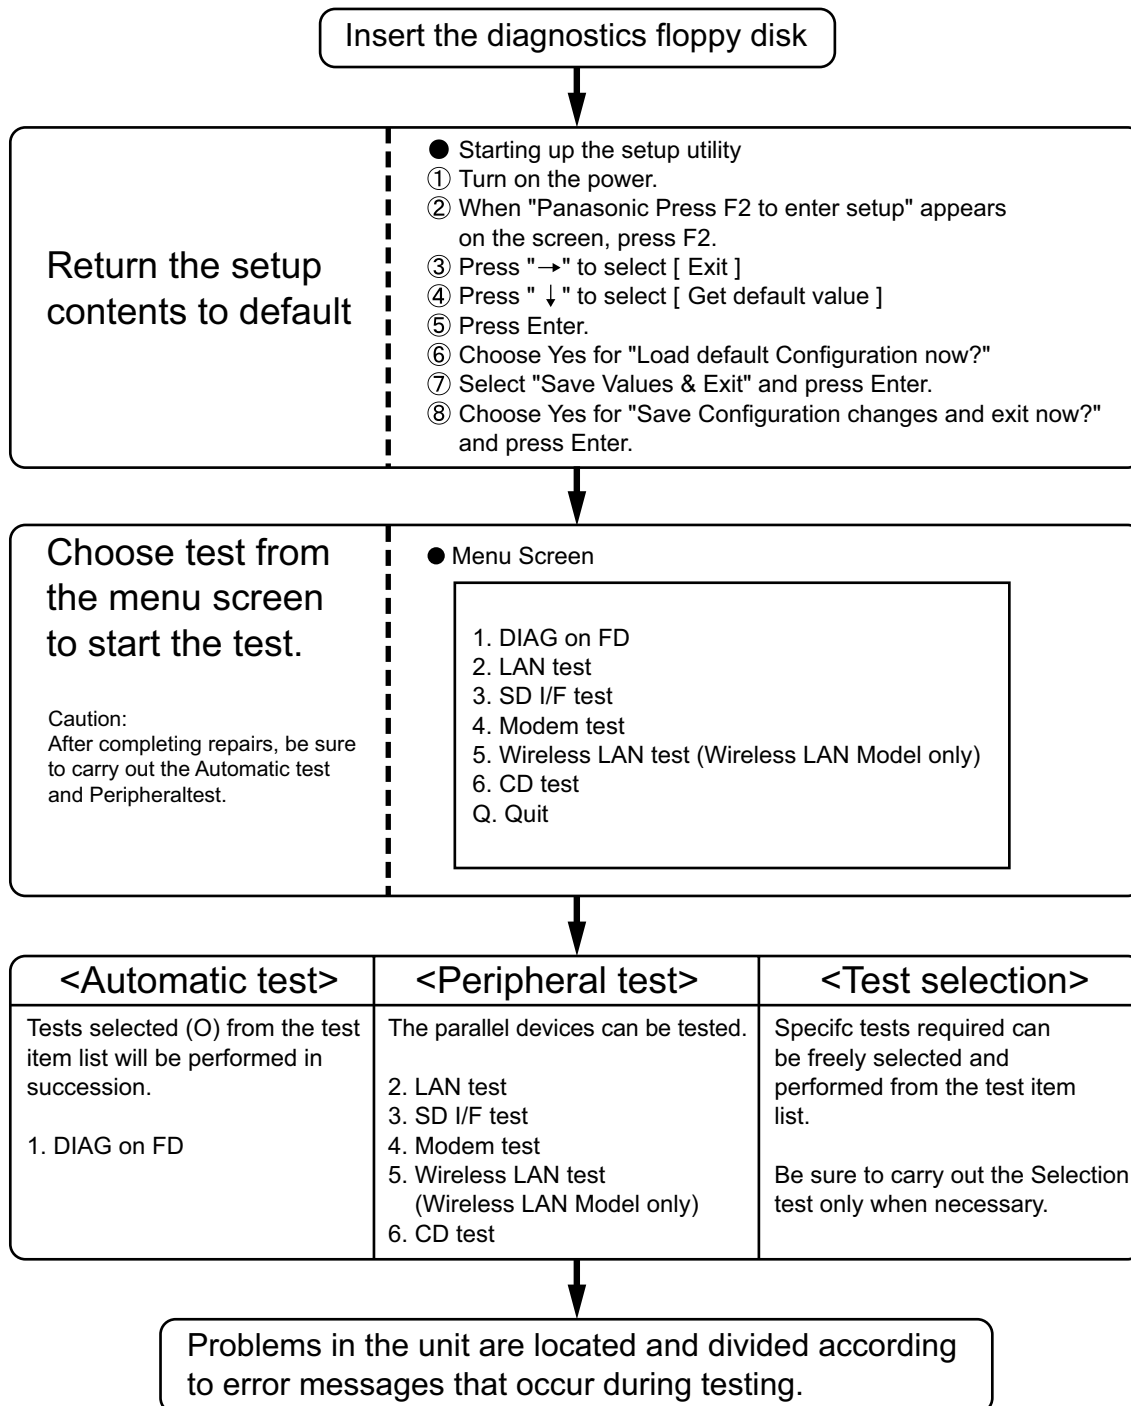 Insert the diagnostics floppy disk
Return the setup
contents to default
● Starting up the setup utility
① Turn on the power.
② When "Panasonic Press F2 to enter setup" appears
on the screen, press F2.
③ Press "→" to select [ Exit ]
④ Press " ↓ " to select [ Get default value ]
⑤ Press Enter.
⑥ Choose Yes for "Load default Configuration now?"
⑦ Select "Save Values & Exit" and press Enter.
⑧ Choose Yes for "Save Configuration changes and exit now?"
and press Enter.
Choose test from
the menu screen
to start the test.
Caution:
After completing repairs, be sure
to carry out the Automatic test
and Peripheraltest.
● Menu Screen
1. DIAG on FD
2. LAN test
3. SD I/F test
4. Modem test
5. Wireless LAN test (Wireless LAN Model only)
6. CD test
Q. Quit
<Automatic test>
Tests selected (O) from the test
item list will be performed in
succession.
1. DIAG on FD
<Peripheral test>
The parallel devices can be tested.
2. LAN test
3. SD I/F test
4. Modem test
5. Wireless LAN test
(Wireless LAN Model only)
6. CD test
<Test selection>
Specifc tests required can
be freely selected and
performed from the test item
list.
Be sure to carry out the Selection
test only when necessary.
Problems in the unit are located and divided according
to error messages that occur during testing.